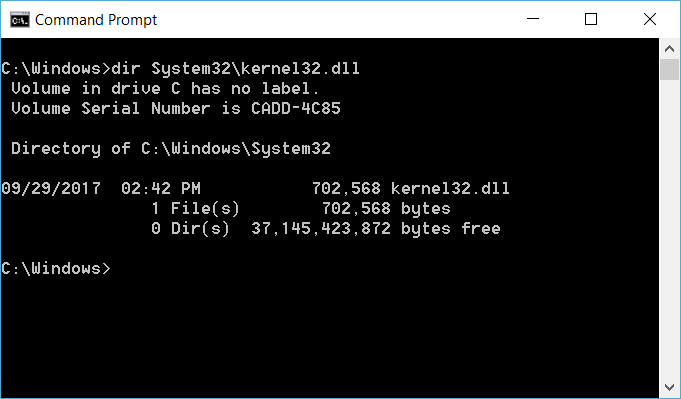 Command Prompt
C:\Windows>dir System32\kernel32.dll
 Volume in drive C has no label.
 Volume Serial Number is CADD-4C85
 Directory of C:\Windows\System32
09/29/2017  02:42 PM           702,568 kernel32.dll
               1 File(s)        702,568 bytes
               0 Dir(s)  37,145,423,872 bytes free
C:\Windows>